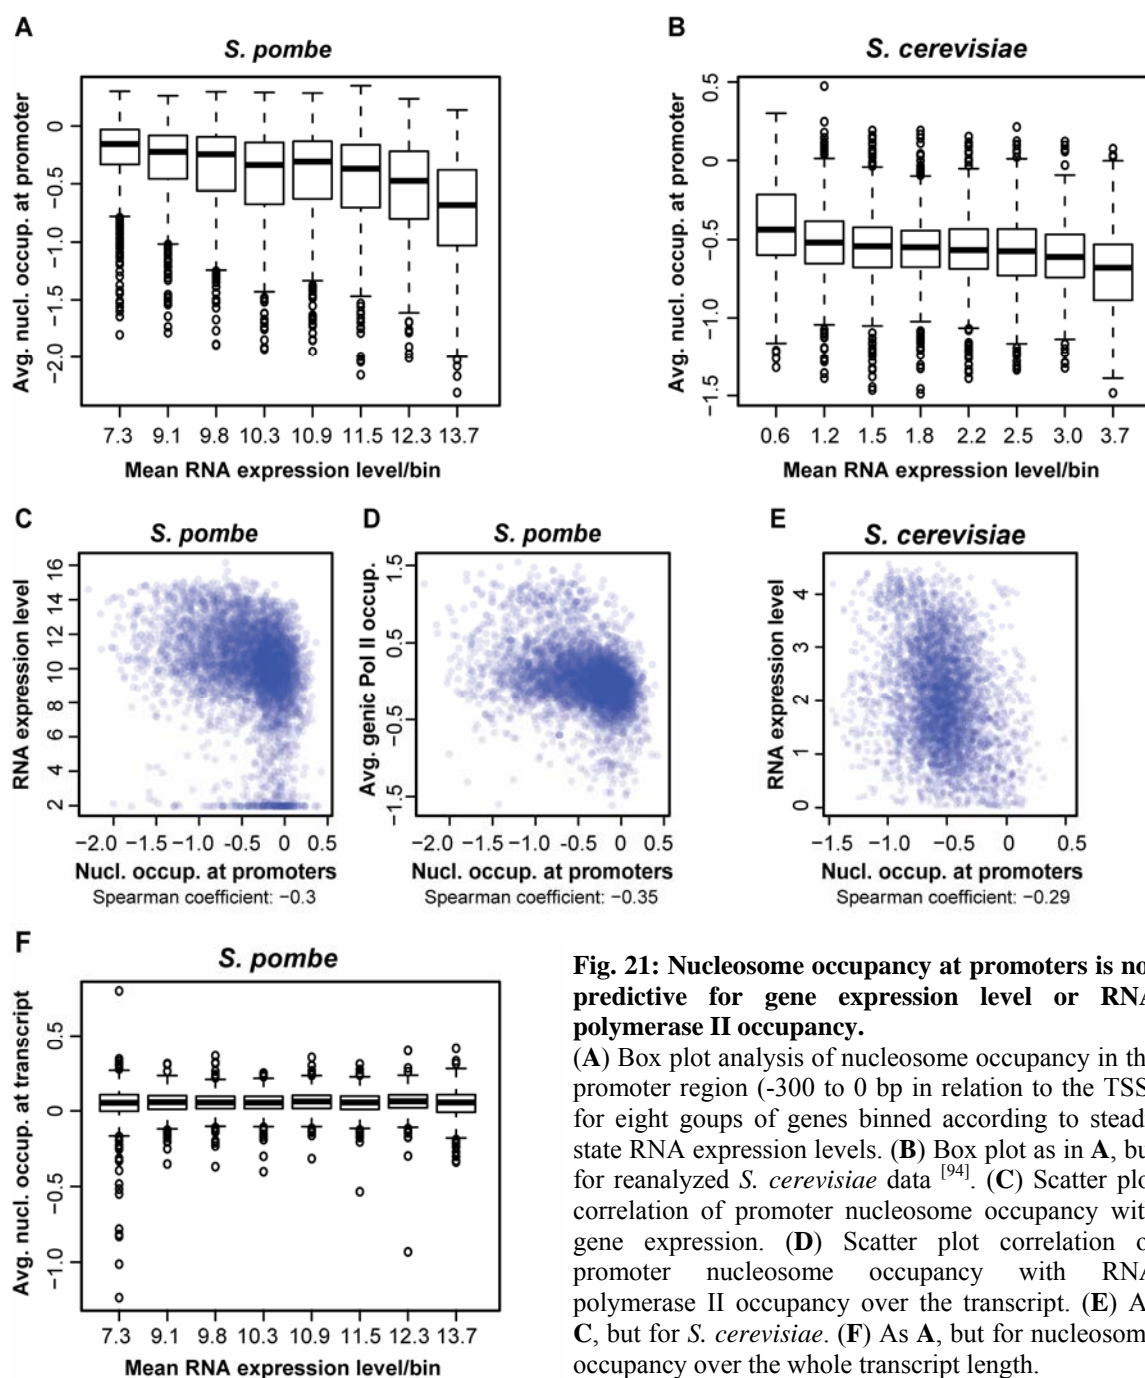 A
S. pombe
Avg. nucl. occup. at promoter
0
−0.5
−1.0
−1.5
−2.0
7.3 9.1 9.8 10.3 10.9 11.5 12.3 13.7
Mean RNA expression level/bin
B
S. cerevisiae
Avg. nucl. occup. at promoter
0.5
0
−0.5
−1.0
−1.5
0.6 1.2 1.5 1.8 2.2 2.5 3.0 3.7
Mean RNA expression level/bin
C
S. pombe
RNA expression level
16
14
12
10
8
6
4
2
−2.0 −1.5 −1.0 −0.5 0 0.5
Nucl. occup. at promoters
Spearman coefficient: −0.3
D
S. pombe
Avg. genic Pol II occup.
1.5
0.5
−0.5
−1.5
−2.0 −1.5 −1.0 −0.5 0 0.5
Nucl. occup. at promoters
Spearman coefficient: −0.35
E
S. cerevisiae
RNA expression level
4
3
2
1
0
−1.5 −1.0 −0.5 0 0.5
Nucl. occup. at promoters
Spearman coefficient: −0.29
F
S. pombe
Avg. nucl. occup. at transcript
0.5
0
−0.5
−1.0
7.3 9.1 9.8 10.3 10.9 11.5 12.3 13.7
Mean RNA expression level/bin
Fig. 21: Nucleosome occupancy at promoters is no
predictive for gene expression level or RNA
polymerase II occupancy.
(A) Box plot analysis of nucleosome occupancy in th
promoter region (-300 to 0 bp in relation to the TSS
for eight goups of genes binned according to stead
state RNA expression levels. (B) Box plot as in A, bu
for reanalyzed S. cerevisiae data [94]. (C) Scatter plo
correlation of promoter nucleosome occupancy wit
gene expression. (D) Scatter plot correlation o
promoter nucleosome occupancy with RNA
polymerase II occupancy over the transcript. (E) A
C, but for S. cerevisiae. (F) As A, but for nucleosom
occupancy over the whole transcript length.